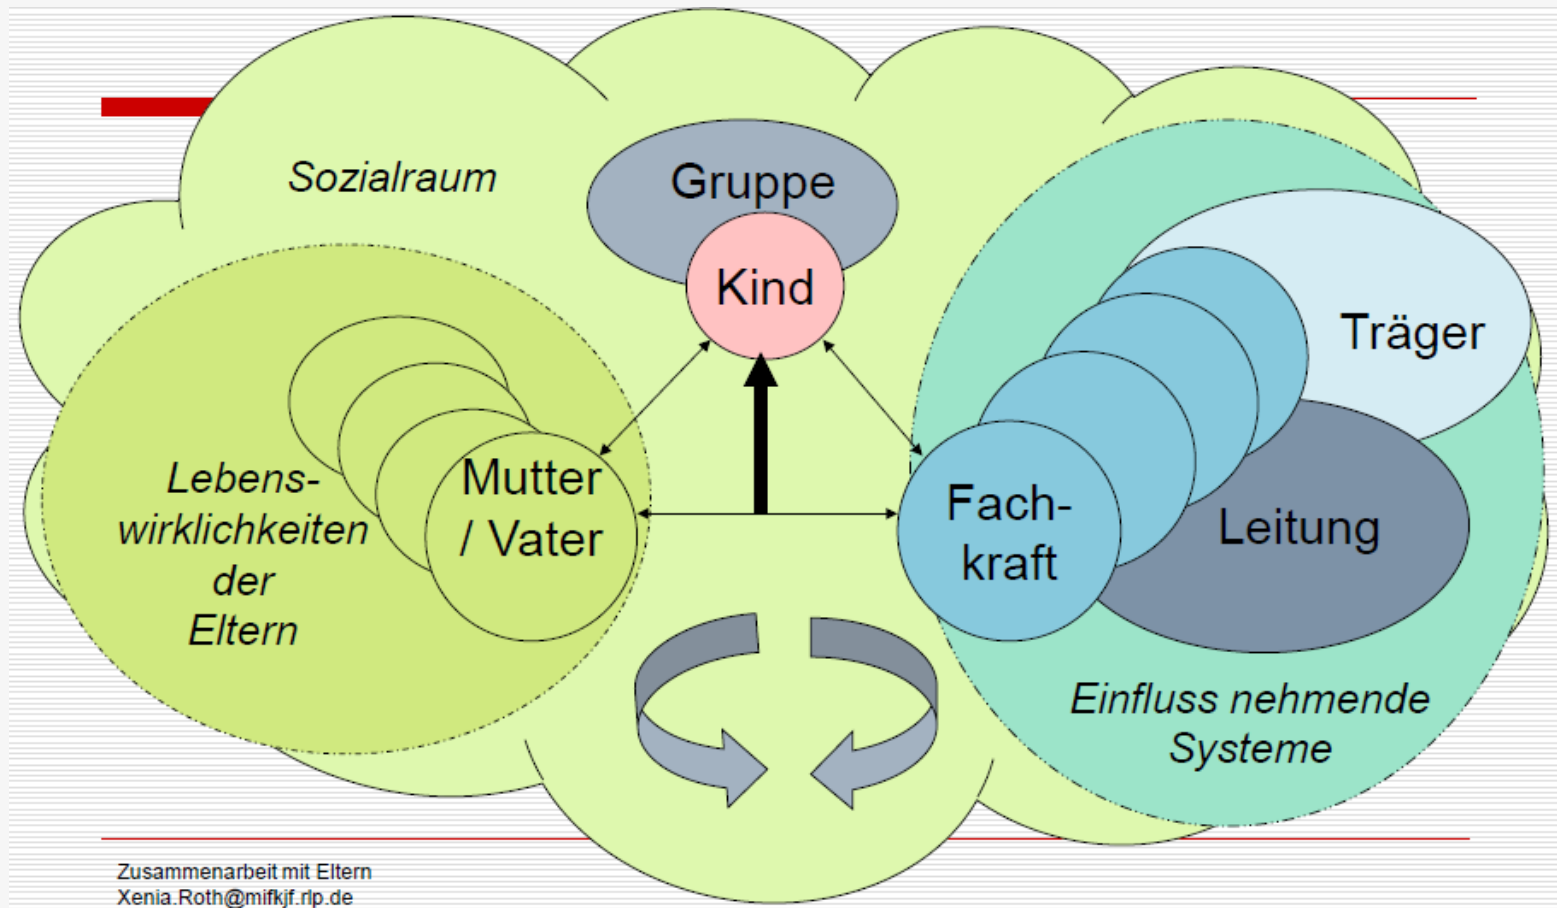 Sozialraum
Gruppe
Kind
Träger
Lebens-
wirklichkeiten
der
Eltern
Mutter
/ Vater
Fach-
kraft
Leitung
Einfluss nehmende
Systeme
Zusammenarbeit mit Eltern
Xenia.Roth@mifkjf.rlp.de